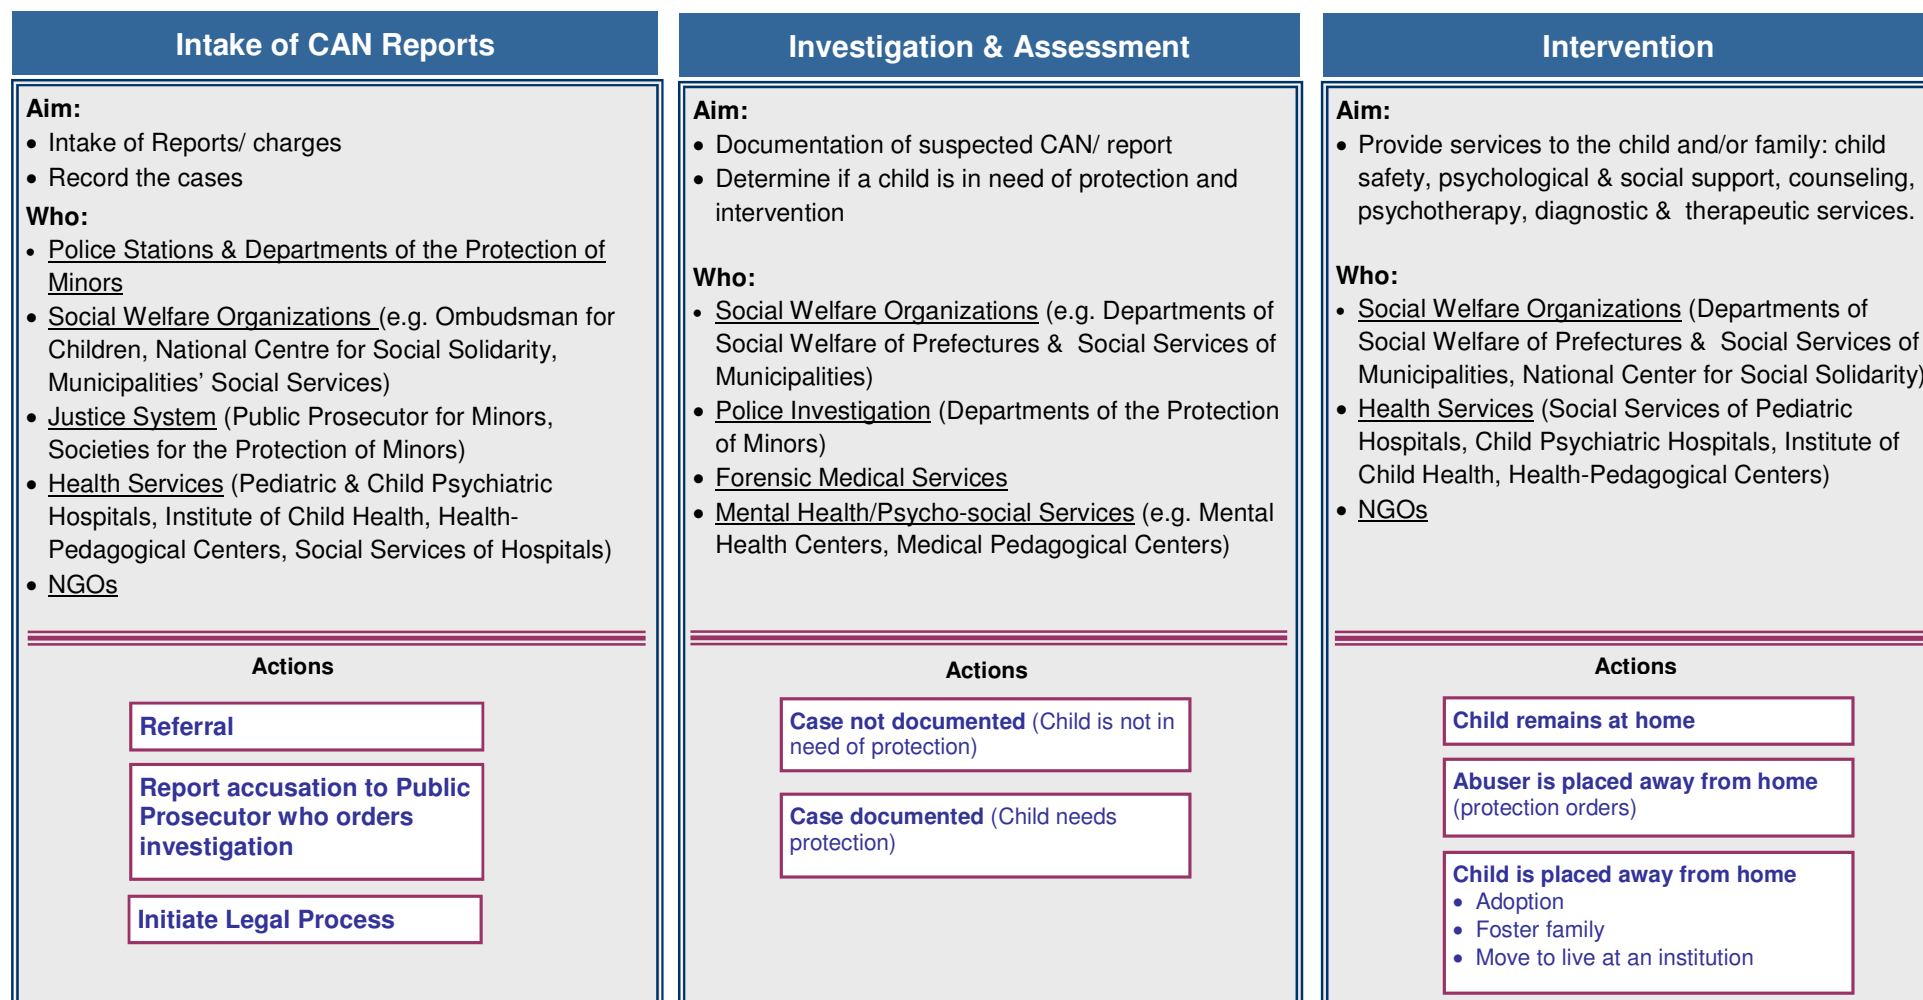 Intake of CAN Reports
Aim:
• Intake of Reports/ charges
• Record the cases
Who:
• Police Stations & Departments of the Protection of
Minors
• Social Welfare Organizations (e.g. Ombudsman for
Children, National Centre for Social Solidarity,
Municipalities’ Social Services)
• Justice System (Public Prosecutor for Minors,
Societies for the Protection of Minors)
• Health Services (Pediatric & Child Psychiatric
Hospitals, Institute of Child Health, Health-
Pedagogical Centers, Social Services of Hospitals)
• NGOs
Actions
Referral
Report accusation to Public
Prosecutor who orders
investigation
Initiate Legal Process
Investigation & Assessment
Aim:
• Documentation of suspected CAN/ report
• Determine if a child is in need of protection and
intervention
Who:
• Social Welfare Organizations (e.g. Departments of
Social Welfare of Prefectures & Social Services of
Municipalities)
• Police Investigation (Departments of the Protection
of Minors)
• Forensic Medical Services
• Mental Health/Psycho-social Services (e.g. Mental
Health Centers, Medical Pedagogical Centers)
Actions
Case not documented (Child is not in
need of protection)
Case documented (Child needs
protection)
Intervention
Aim:
• Provide services to the child and/or family: child
safety, psychological & social support, counseling,
psychotherapy, diagnostic & therapeutic services.
Who:
• Social Welfare Organizations (Departments of
Social Welfare of Prefectures & Social Services of
Municipalities, National Center for Social Solidarity)
• Health Services (Social Services of Pediatric
Hospitals, Child Psychiatric Hospitals, Institute of
Child Health, Health-Pedagogical Centers)
• NGOs
Actions
Child remains at home
Abuser is placed away from home
(protection orders)
Child is placed away from home
• Adoption
• Foster family
• Move to live at an institution